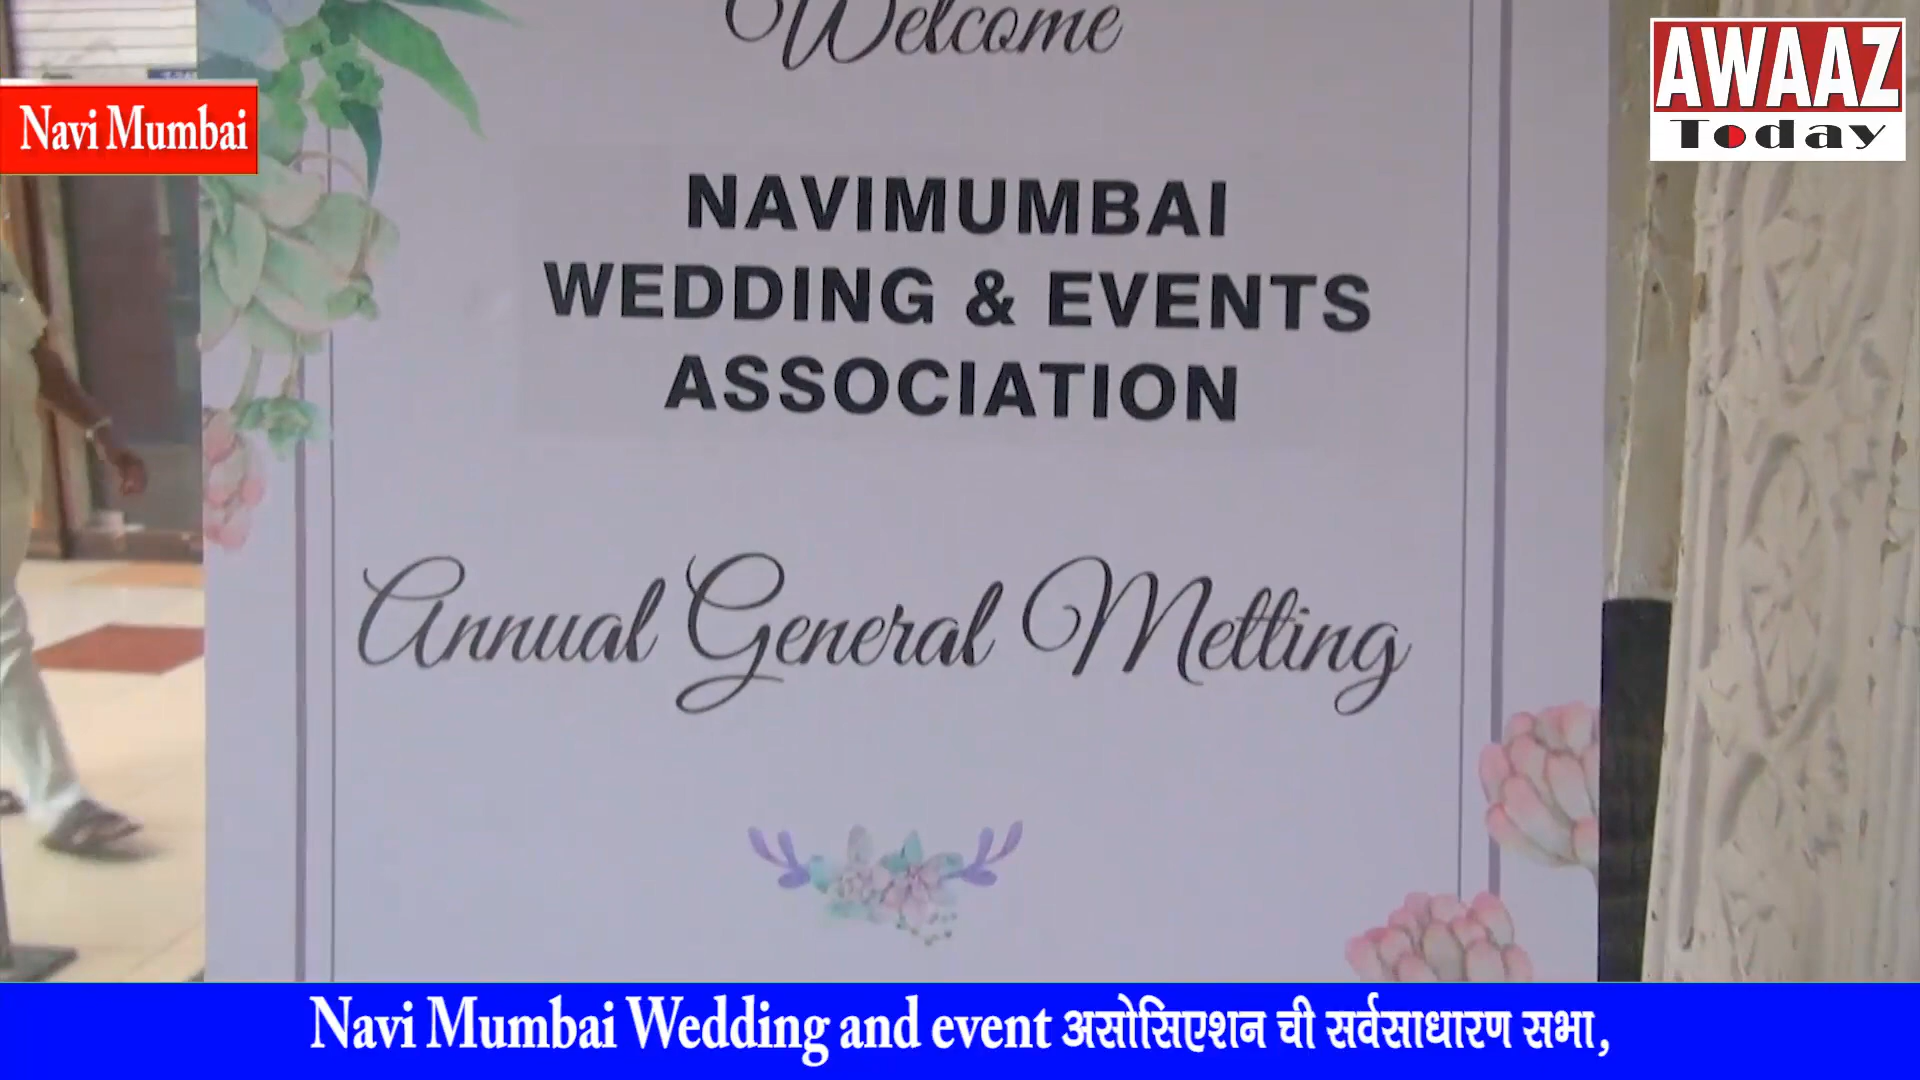 Welcome
AWAAZ
Today
Navi Mumbai
NAVIMUMBAI
WEDDING & EVENTS
ASSOCIATION
Annual General Metting
Navi Mumbai Wedding and event असोसिएशन ची सर्वसाधारण सभा,